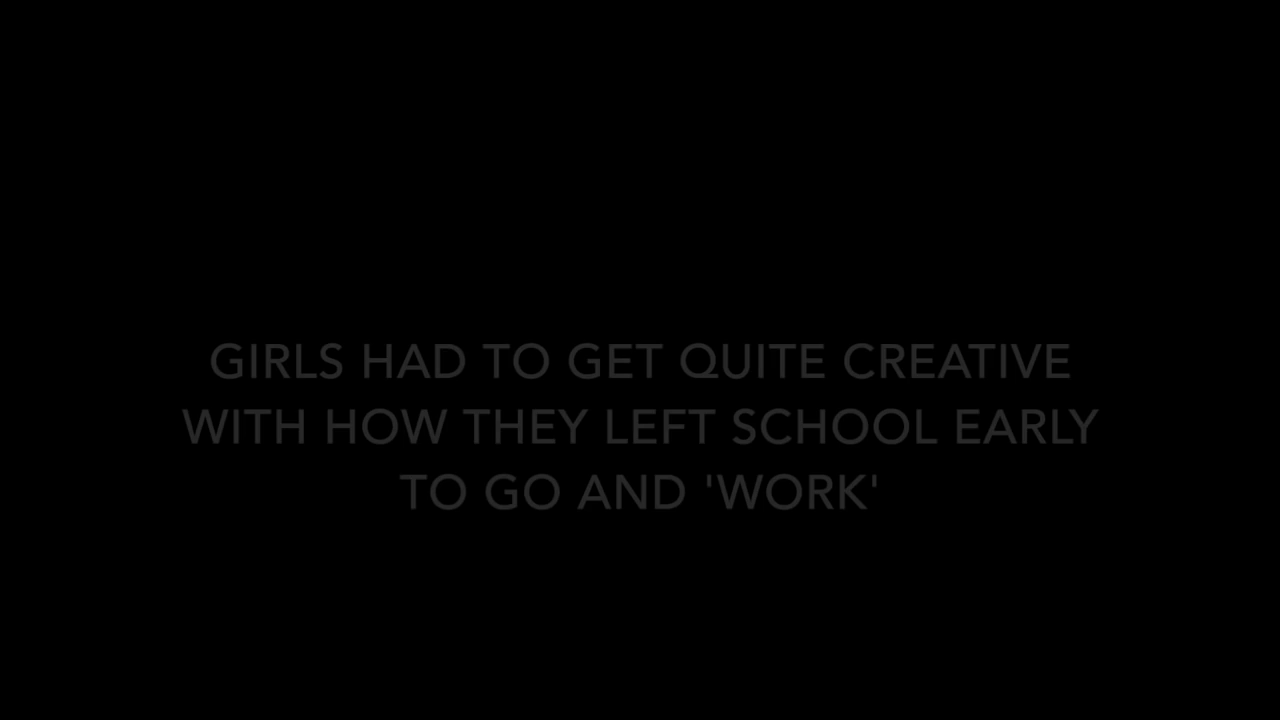 GIRLS HAD TO GET QUITE CREATIVE
WITH HOW THEY LEFT SCHOOL EARLY
TO GO AND 'WORK'